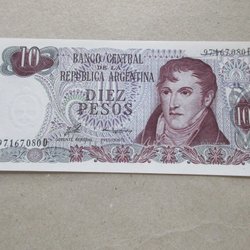 10
BANCO CENTRAL
DE LA
97167080D
REPUBLICA ARGENTINA
DIEZ
PESOS
97167080D
10